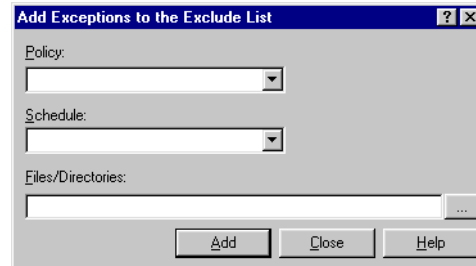 Add Exceptions to the Exclude List
Policy:
Schedule:
Files/Directories:
...
Add Close Help